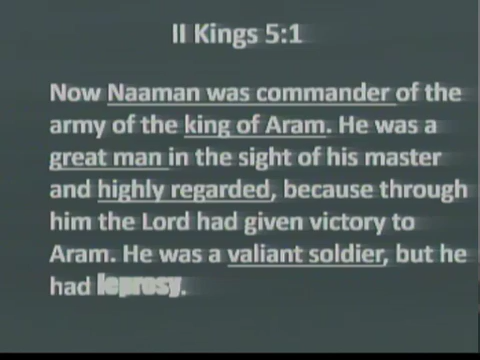 II Kings 5:1
Now Naaman was commander of the
army of the king of Aram. He was a
great man in the sight of his master
and highly regarded, because through
him the Lord had given victory to
Aram. He was a valiant soldier, but he
had leprosy.